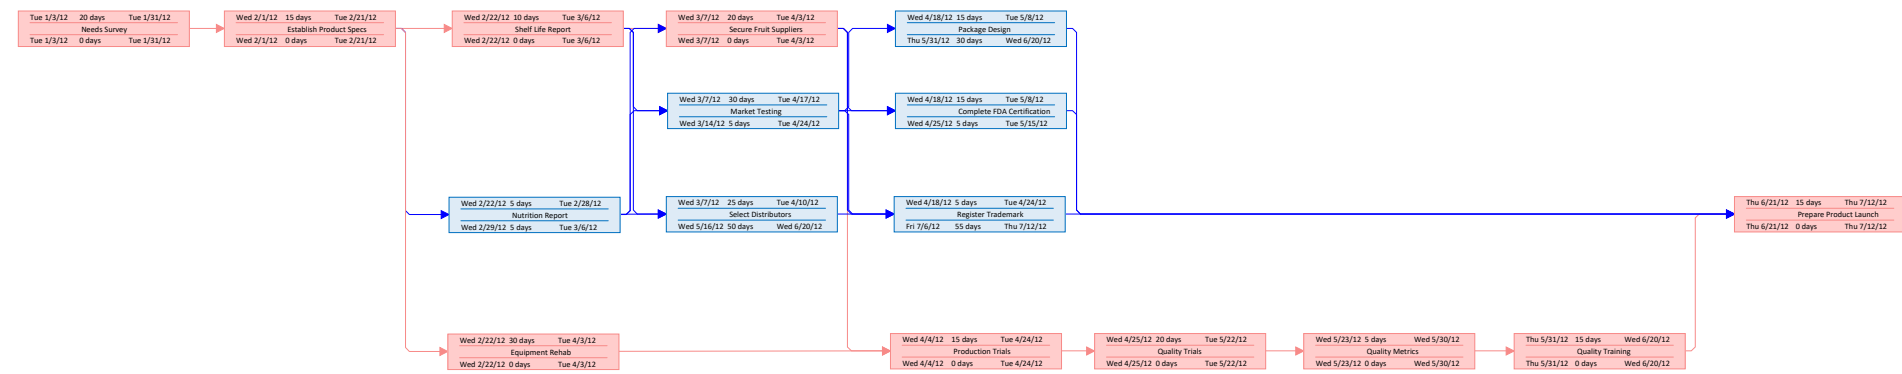 Tue 1/3/12 20 days Tue 1/31/12
Needs Survey
Tue 1/3/12 0 days Tue 1/31/12
Wed 2/1/12 15 days Tue 2/21/12
Establish Product Specs
Wed 2/1/12 0 days Tue 2/21/12
Wed 2/22/12 10 days Tue 3/6/12
Shelf Life Report
Wed 2/22/12 0 days Tue 3/6/12
Wed 3/7/12 20 days Tue 4/3/12
Secure Fruit Suppliers
Wed 3/7/12 0 days Tue 4/3/12
Wed 4/18/12 15 days Tue 5/8/12
Package Design
Thu 5/31/12 30 days Wed 6/20/12
Wed 3/7/12 30 days Tue 4/17/12
Market Testing
Wed 3/14/12 5 days Tue 4/24/12
Wed 4/18/12 15 days Tue 5/8/12
Complete FDA Certification
Wed 4/25/12 5 days Tue 5/15/12
Wed 2/22/12 5 days Tue 2/28/12
Nutrition Report
Wed 2/29/12 5 days Tue 3/6/12
Wed 3/7/12 25 days Tue 4/10/12
Select Distributors
Wed 5/16/12 50 days Wed 6/20/12
Wed 4/18/12 5 days Tue 4/24/12
Register Trademark
Fri 7/6/12 55 days Thu 7/12/12
Thu 6/21/12 15 days Thu 7/12/12
Prepare Product Launch
Thu 6/21/12 0 days Thu 7/12/12
Wed 2/22/12 30 days Tue 4/3/12
Equipment Rehab
Wed 2/22/12 0 days Tue 4/3/12
Wed 4/4/12 15 days Tue 4/24/12
Production Trials
Wed 4/4/12 0 days Tue 4/24/12
Wed 4/25/12 20 days Tue 5/22/12
Quality Trials
Wed 4/25/12 0 days Tue 5/22/12
Wed 5/23/12 5 days Wed 5/30/12
Quality Metrics
Wed 5/23/12 0 days Wed 5/30/12
Thu 5/31/12 15 days Wed 6/20/12
Quality Training
Thu 5/31/12 0 days Wed 6/20/12